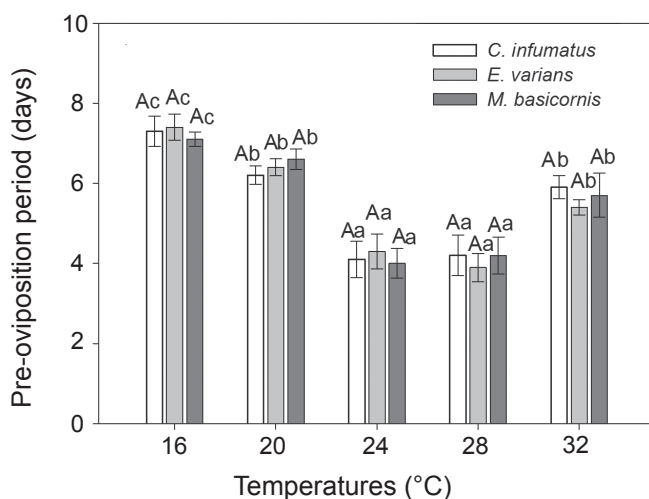 10
8
6
4
2
0
Pre-oviposition period (days)
C. infumatus
E. varians
M. basicornis
Ac Ac Ac
Ab Ab Ab
Aa Aa Aa
Aa Aa Aa
Ab Ab Ab
16 20 24 28 32
Temperatures (°C)